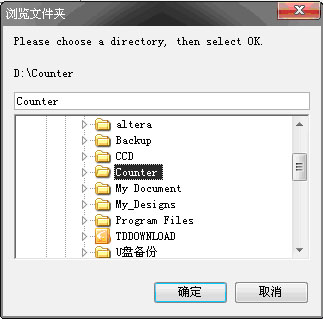 浏览文件夹
Please choose a directory, then select OK.
D:\Counter
Counter
altera
Backup
CCD
Counter
My Document
My_Designs
Program Files
TDDOWNLOAD
U盘备份
确定 取消